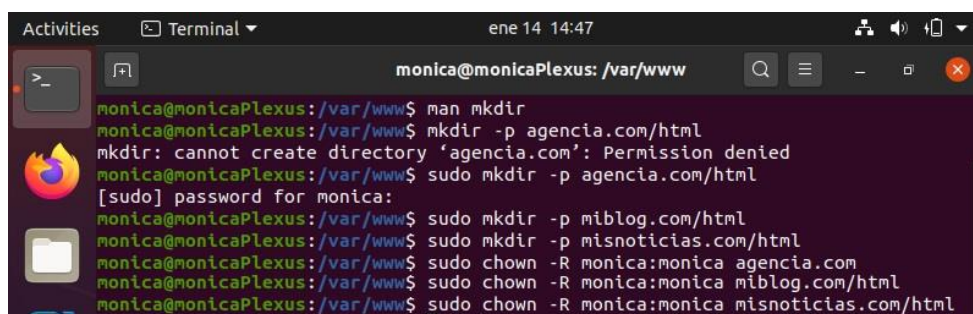 Activities Terminal ene 14 14:47
monica@monicaPlexus: /var/www
monica@monicaPlexus:/var/www$ man mkdir
monica@monicaPlexus:/var/www$ mkdir -p agencia.com/html
mkdir: cannot create directory ‘agencia.com’: Permission denied
monica@monicaPlexus:/var/www$ sudo mkdir -p agencia.com/html
[sudo] password for monica:
monica@monicaPlexus:/var/www$ sudo mkdir -p miblog.com/html
monica@monicaPlexus:/var/www$ sudo mkdir -p misnoticias.com/html
monica@monicaPlexus:/var/www$ sudo chown -R monica:monica agencia.com
monica@monicaPlexus:/var/www$ sudo chown -R monica:monica miblog.com/html
monica@monicaPlexus:/var/www$ sudo chown -R monica:monica misnoticias.com/html